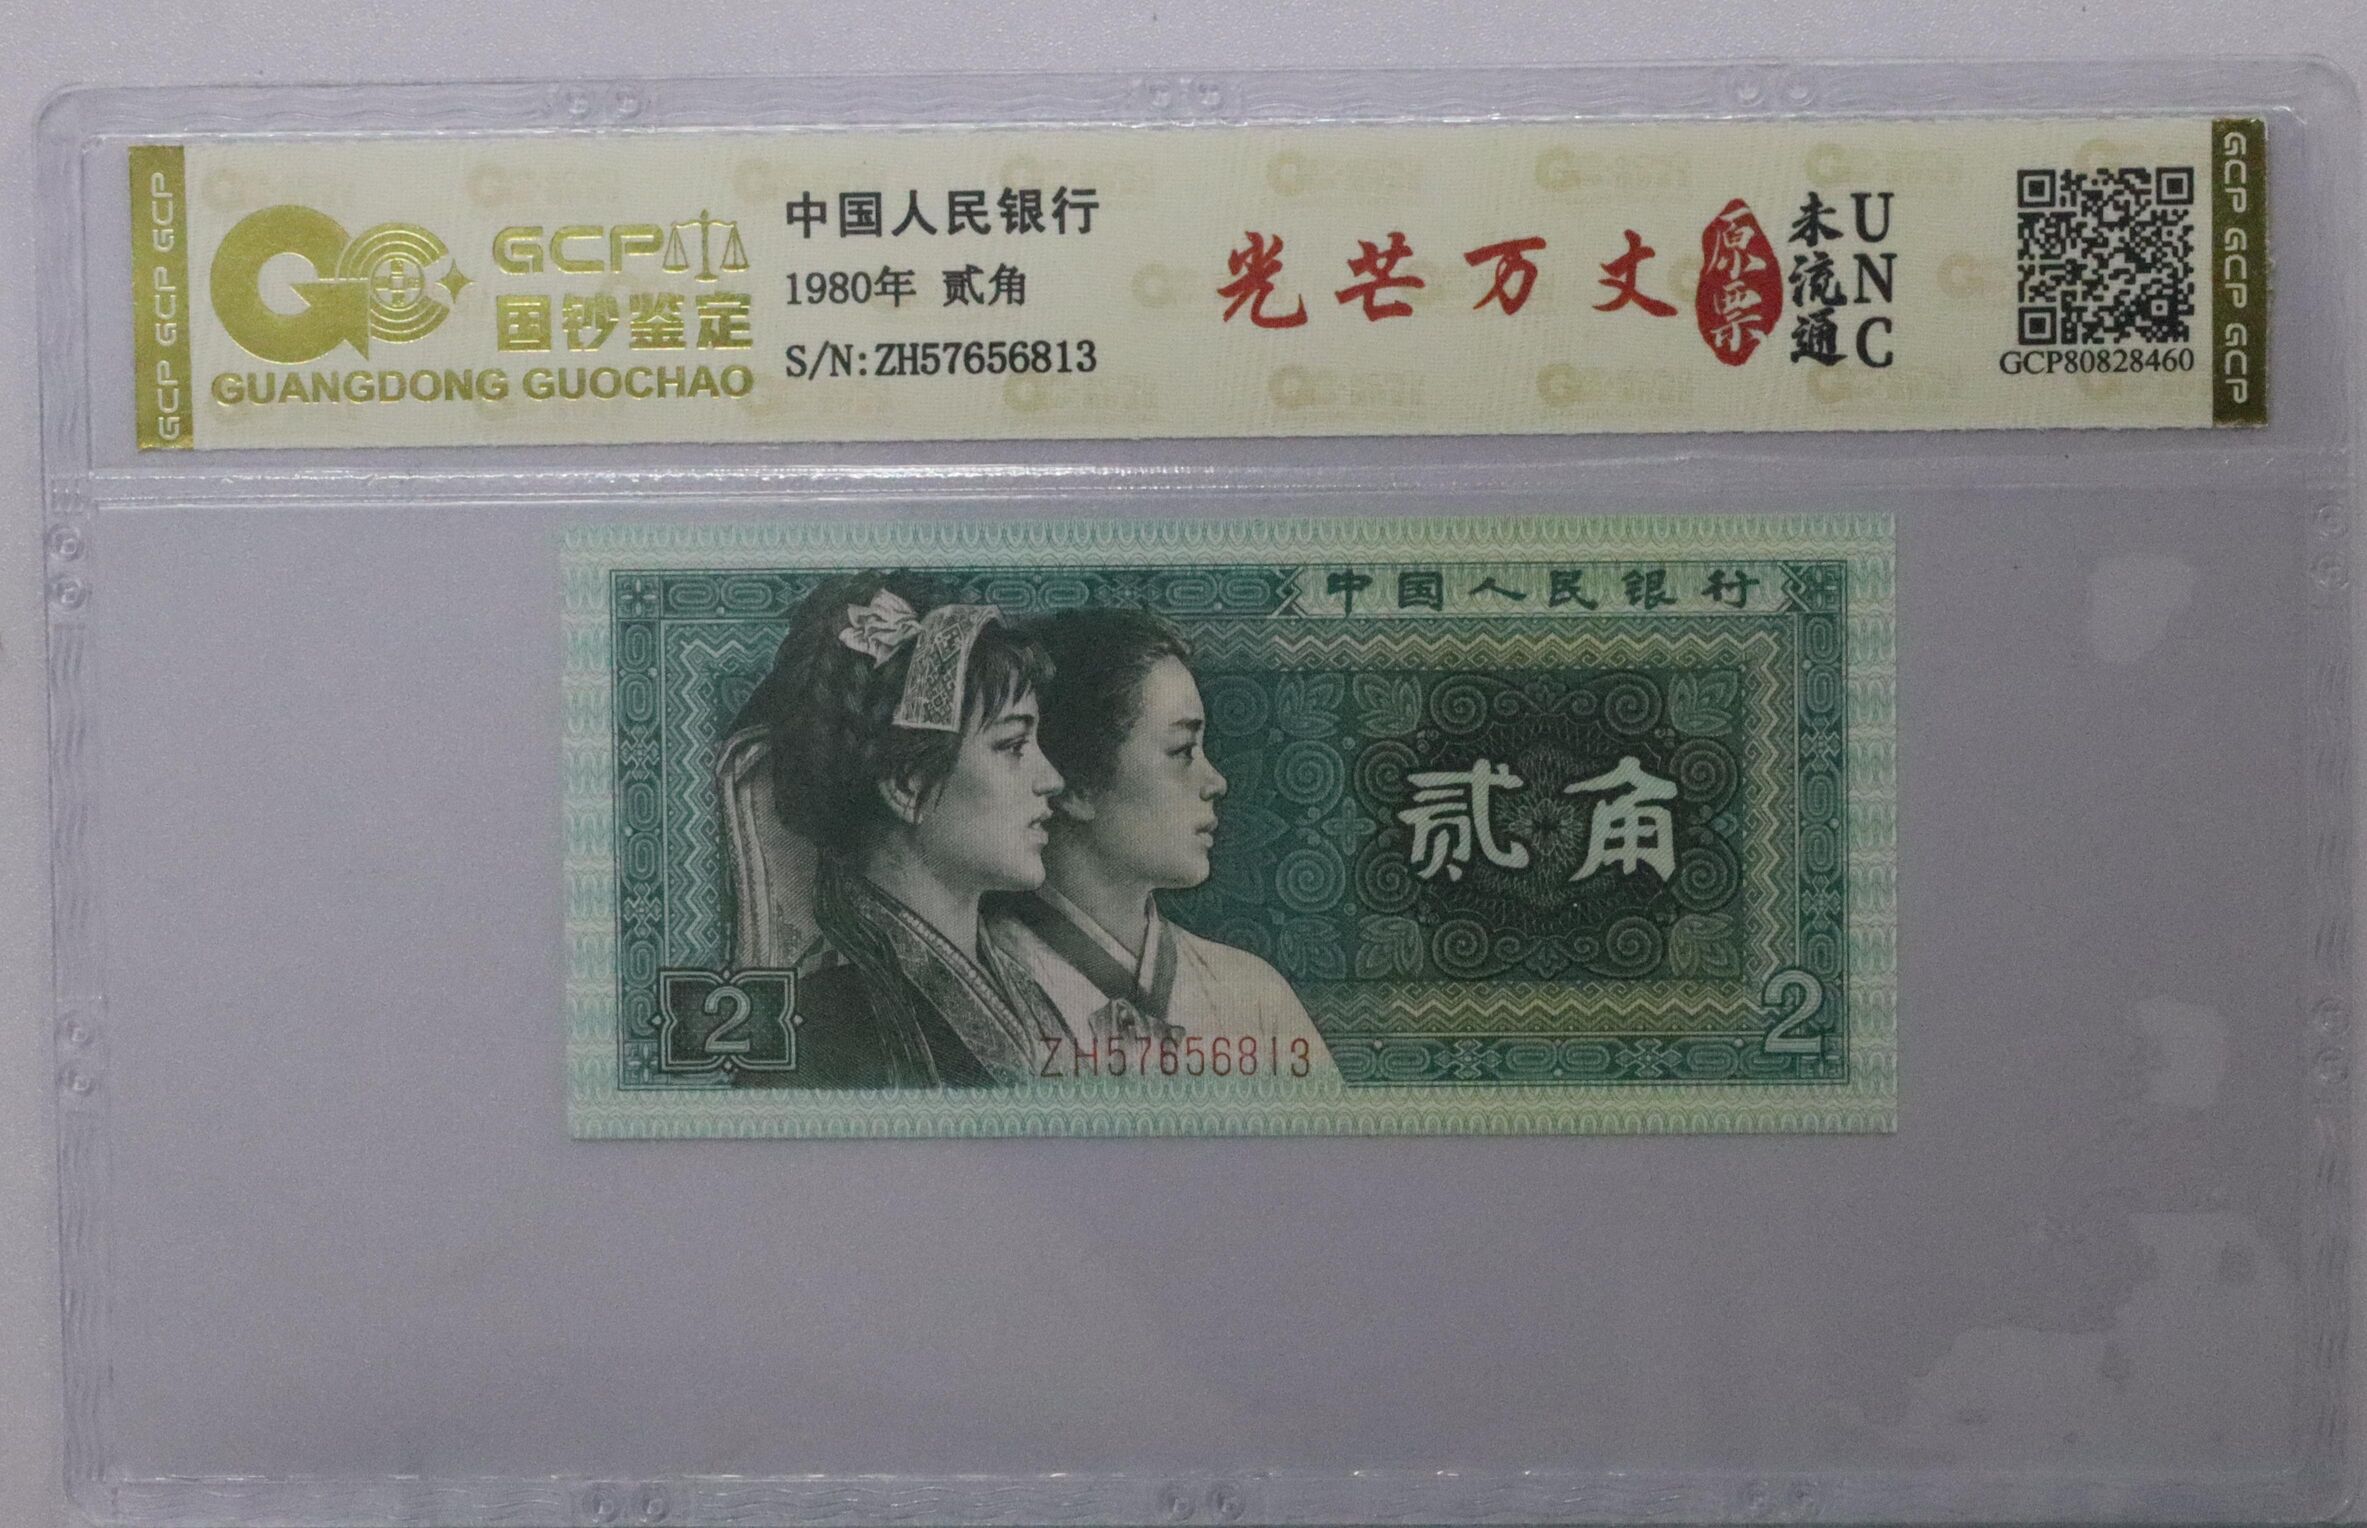 GCP GCP GCP
GCP
国钞鉴定
GUANGDONG GUOCHAO
中国人民银行
1980年 贰角
S/N:ZH57656813
光芒万丈
原票
未流通
UNC
GCP80828460
GCP GCP GCP
中国人民银行
贰角
2
2
ZH57656813